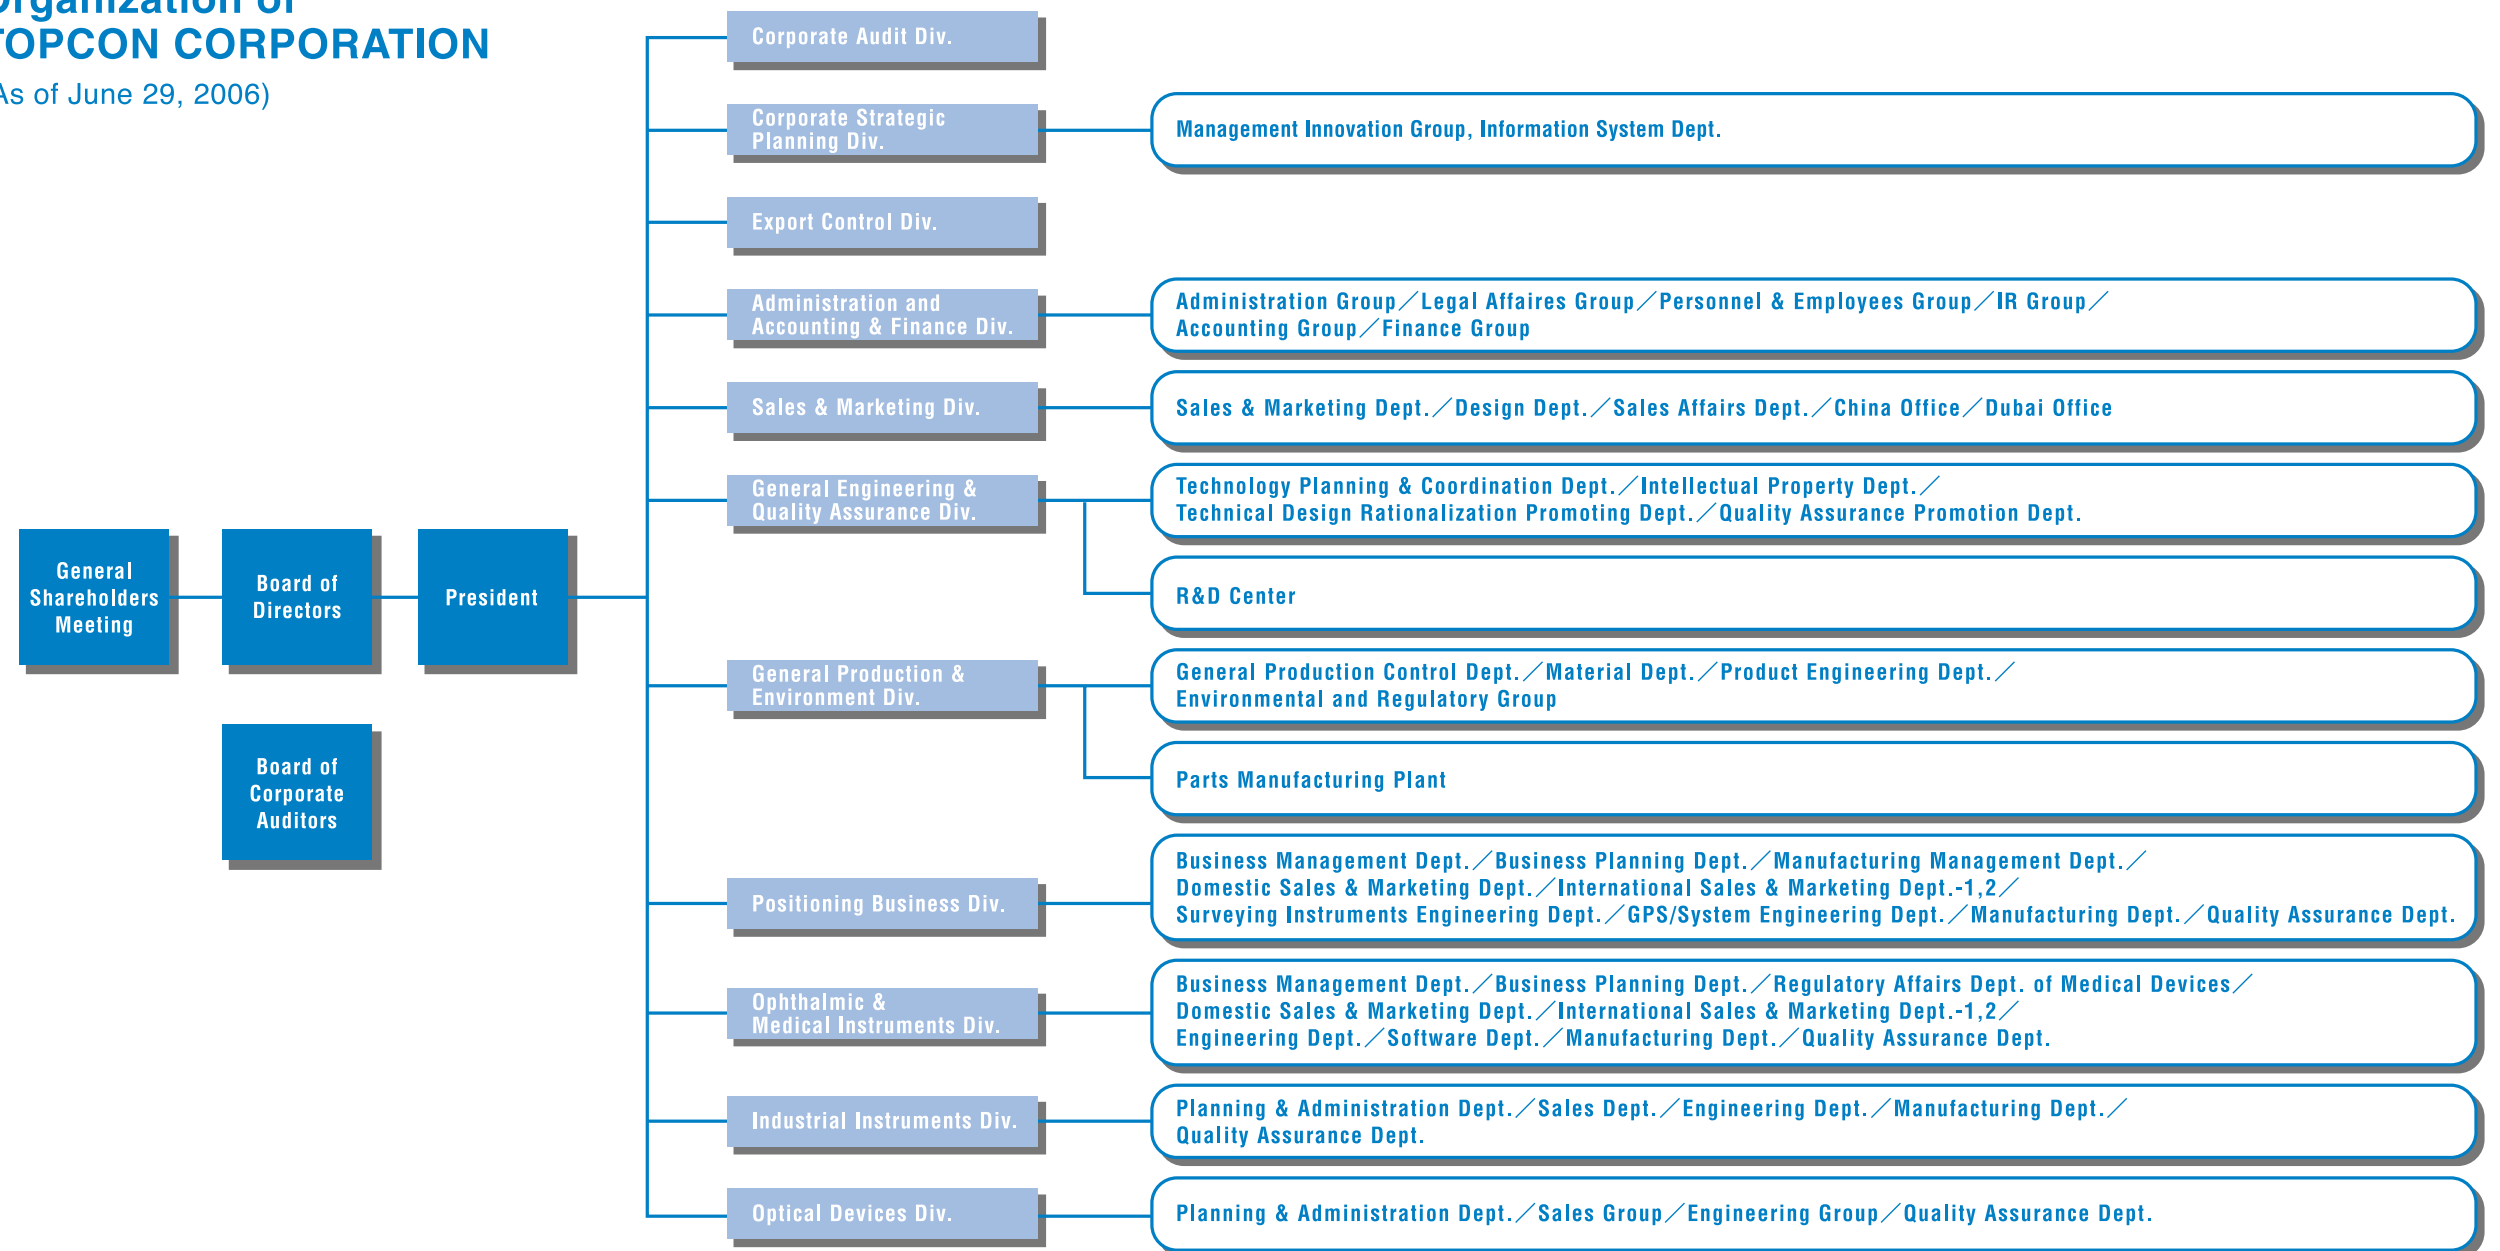 Organization of
TOPCON CORPORATION
(As of June 29, 2006)
General
Shareholders
Meeting
Board of
Directors
President
Board of
Corporate
Auditors
Corporate Audit Div.
Corporate Strategic
Planning Div.
Management Innovation Group, Information System Dept.
Export Control Div.
Administration and
Accounting & Finance Div.
Administration Group／Legal Affaires Group／Personnel & Employees Group／IR Group／
Accounting Group／Finance Group
Sales & Marketing Div.
Sales & Marketing Dept.／Design Dept.／Sales Affairs Dept.／China Office／Dubai Office
General Engineering &
Quality Assurance Div.
Technology Planning & Coordination Dept.／Intellectual Property Dept.／
Technical Design Rationalization Promoting Dept.／Quality Assurance Promotion Dept.
R&D Center
General Production &
Environment Div.
General Production Control Dept.／Material Dept.／Product Engineering Dept.／
Environmental and Regulatory Group
Parts Manufacturing Plant
Positioning Business Div.
Business Management Dept.／Business Planning Dept.／Manufacturing Management Dept.／
Domestic Sales & Marketing Dept.／International Sales & Marketing Dept.-1,2／
Surveying Instruments Engineering Dept.／GPS/System Engineering Dept.／Manufacturing Dept.／Quality Assurance Dept.
Ophthalmic &
Medical Instruments Div.
Business Management Dept.／Business Planning Dept.／Regulatory Affairs Dept. of Medical Devices／
Domestic Sales & Marketing Dept.／International Sales & Marketing Dept.-1,2／
Engineering Dept.／Software Dept.／Manufacturing Dept.／Quality Assurance Dept.
Industrial Instruments Div.
Planning & Administration Dept.／Sales Dept.／Engineering Dept.／Manufacturing Dept.／
Quality Assurance Dept.
Optical Devices Div.
Planning & Administration Dept.／Sales Group／Engineering Group／Quality Assurance Dept.